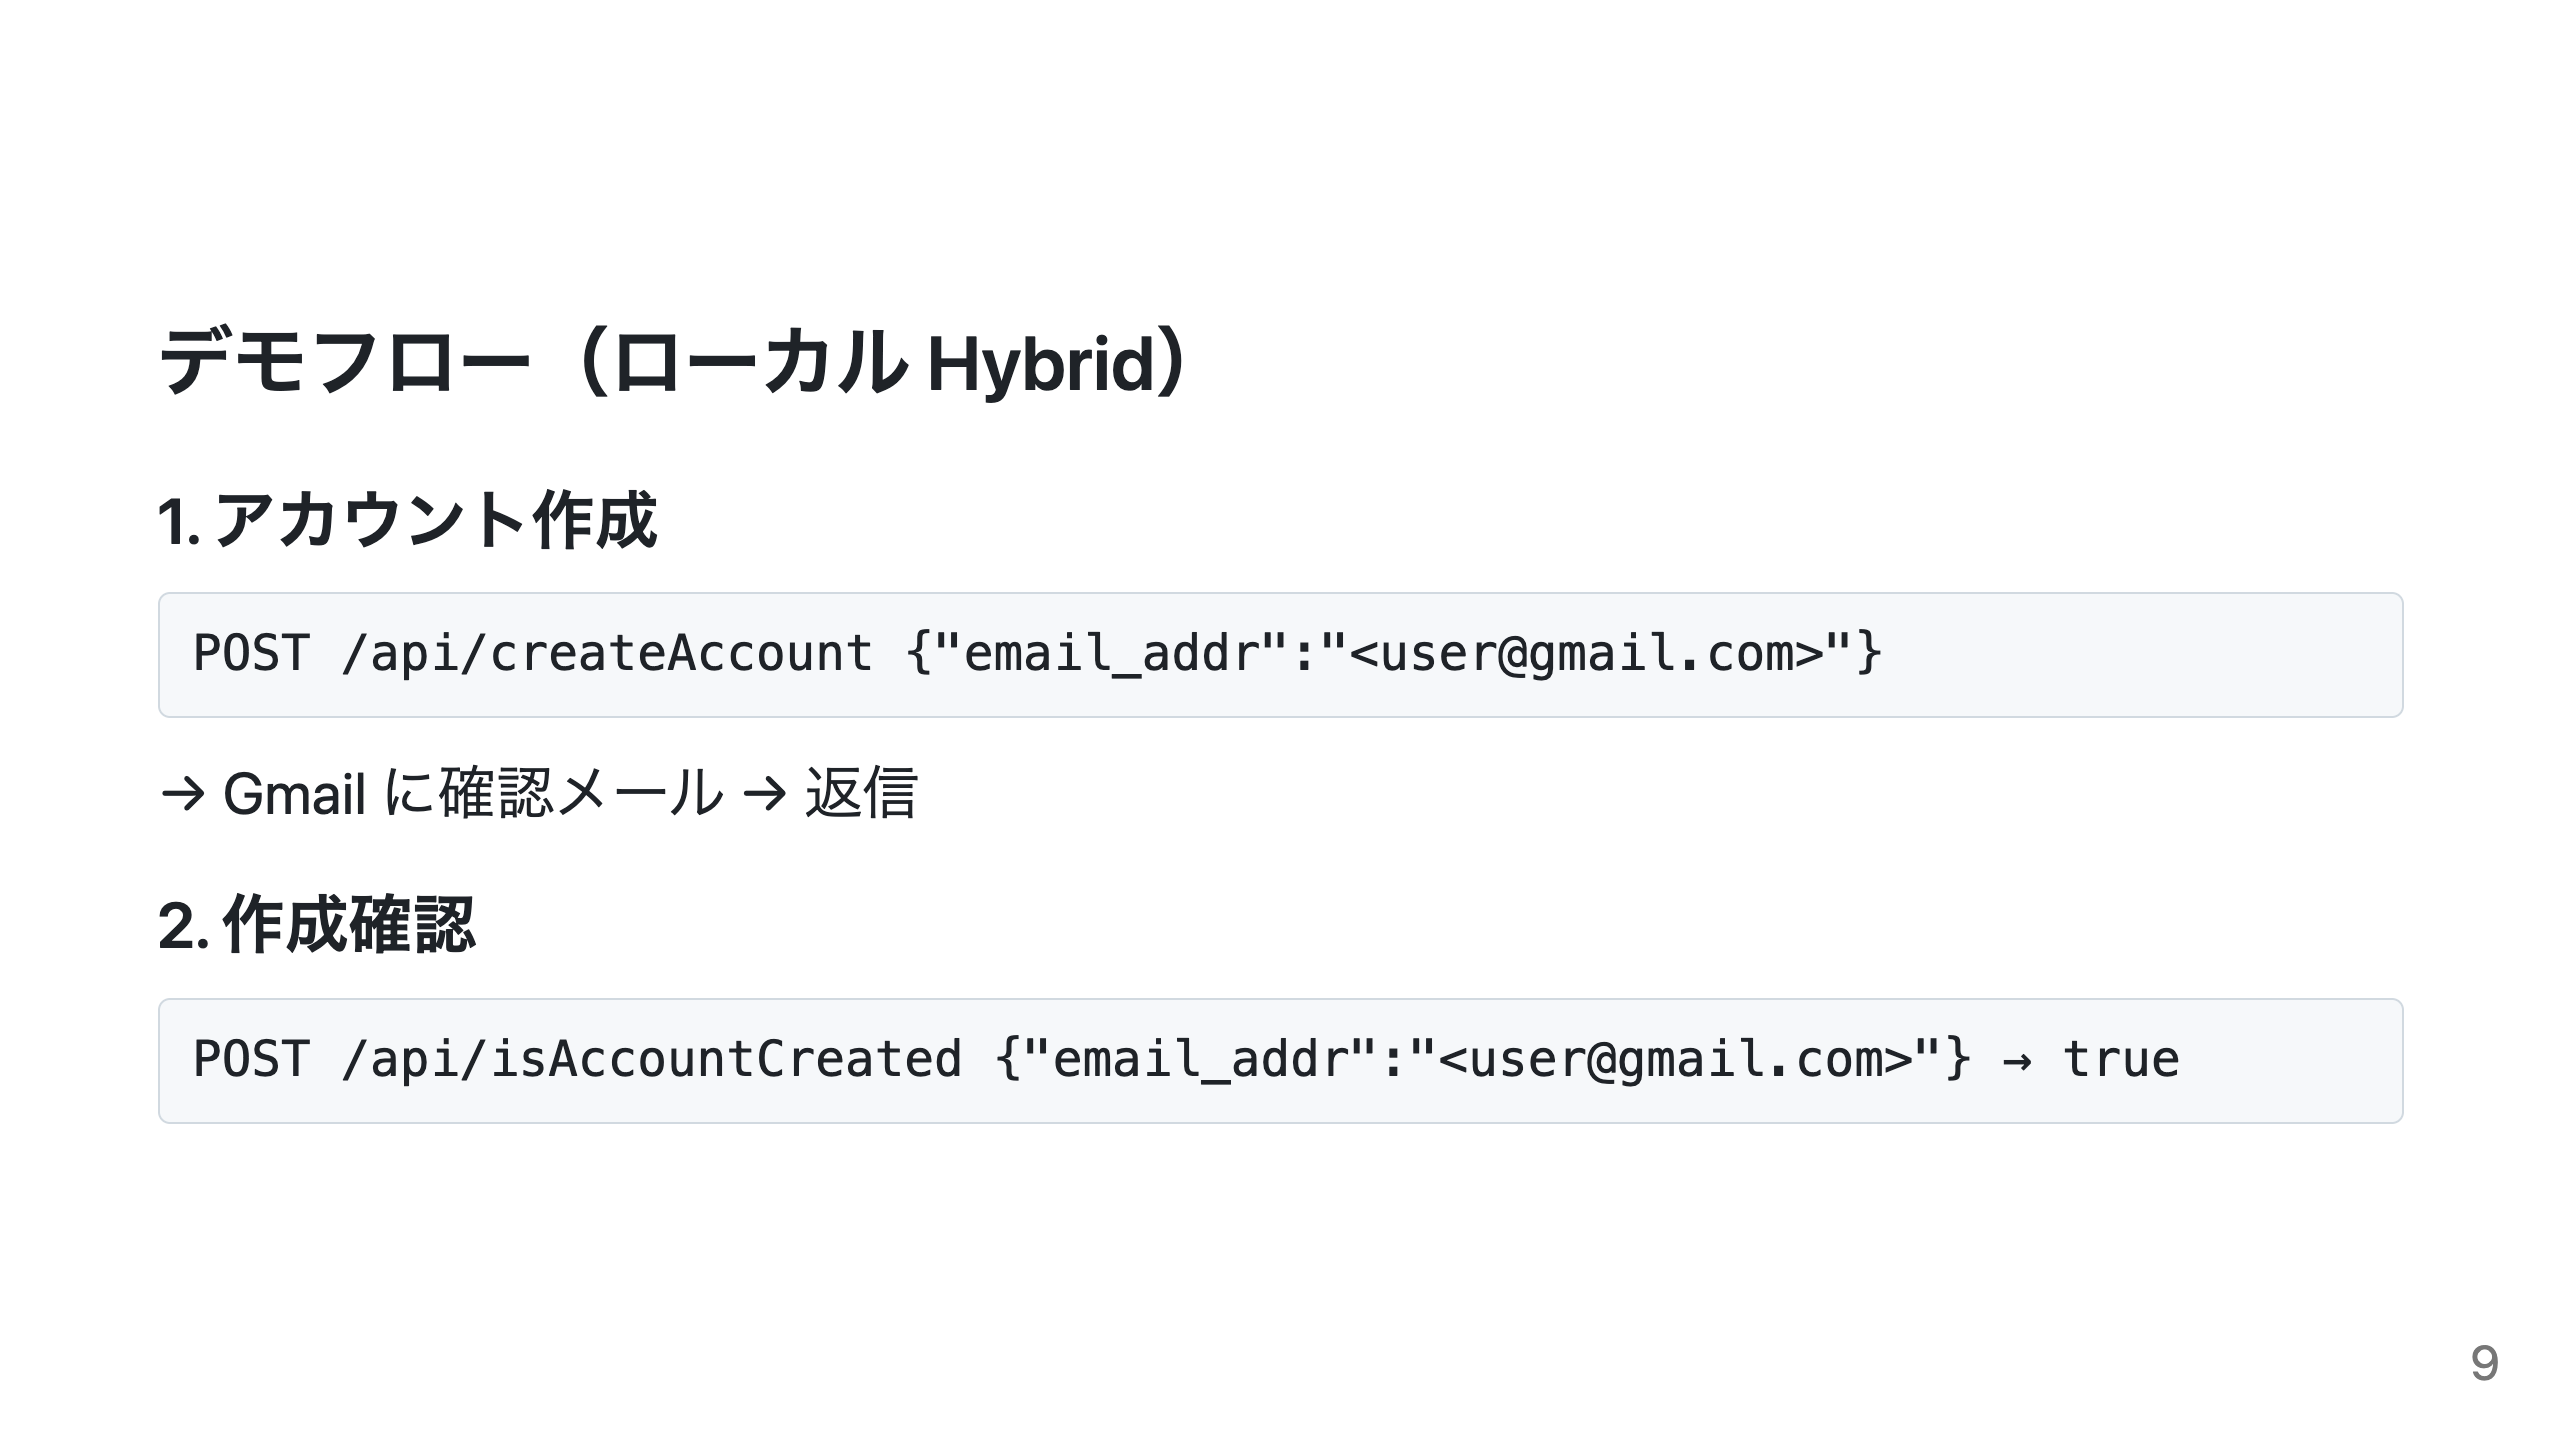 デモフロー（ローカル Hybrid）
1. アカウント作成
POST /api/createAccount {"email_addr":"<user@gmail.com>"}
→ Gmail に確認メール → 返信
2. 作成確認
POST /api/isAccountCreated {"email_addr":"<user@gmail.com>"} → true
9